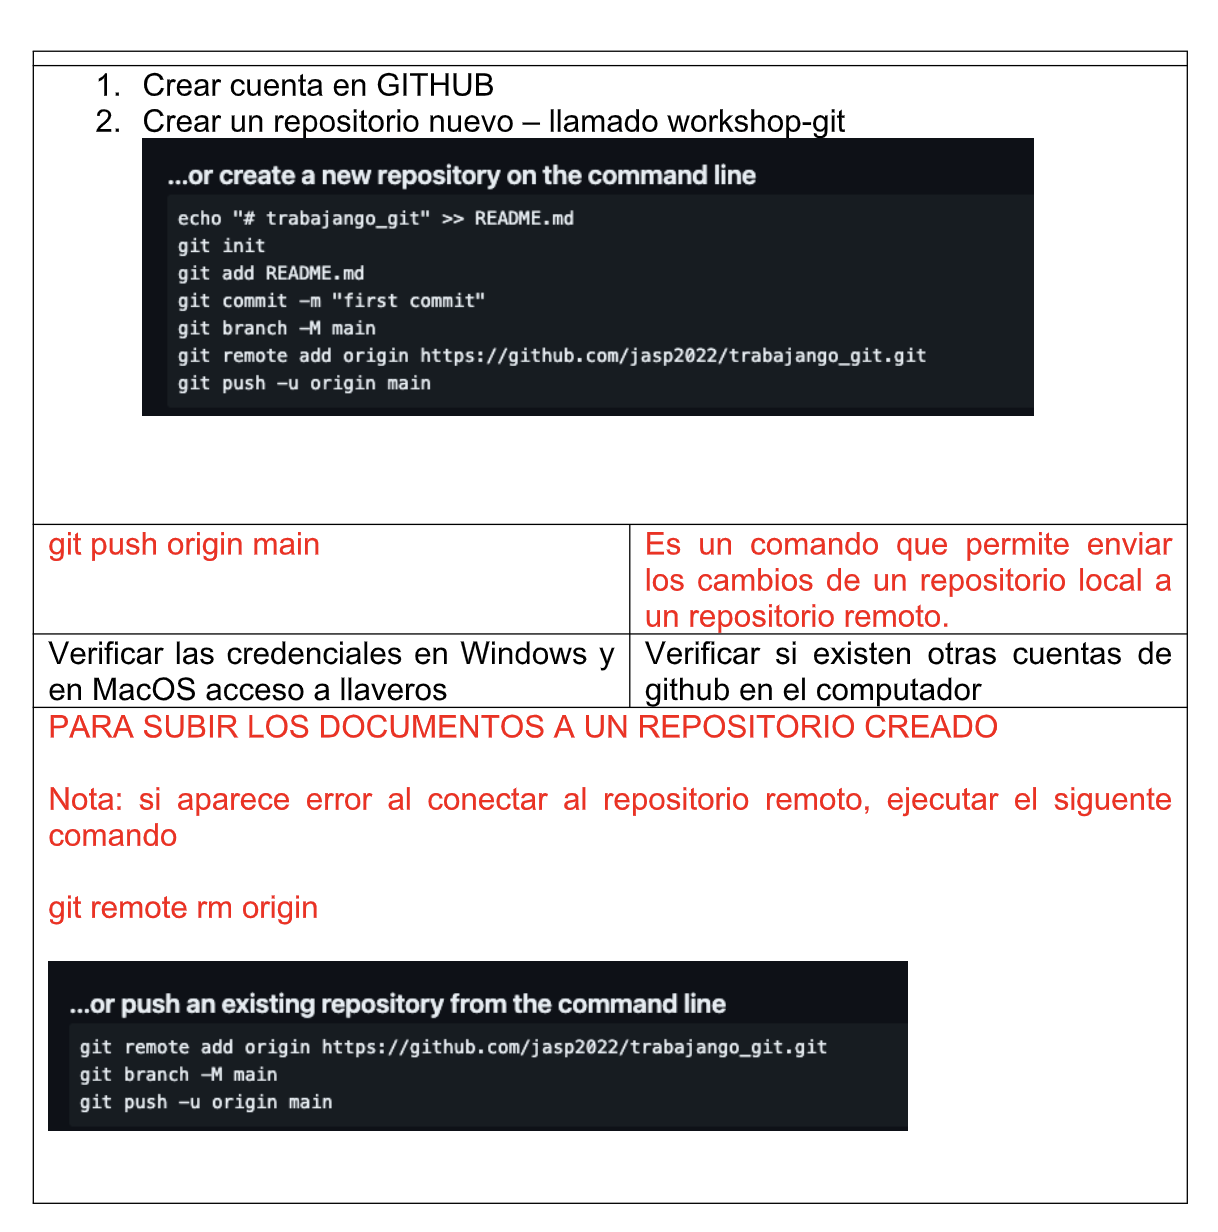 1. Crear cuenta en GITHUB
2. Crear un repositorio nuevo – llamado workshop-git
...or create a new repository on the command line
echo "# trabajango_git" >> README.md
git init
git add README.md
git commit -m "first commit"
git branch -M main
git remote add origin https://github.com/jasp2022/trabajango_git.git
git push -u origin main
git push origin main
Es un comando que permite enviar
los cambios de un repositorio local a
un repositorio remoto.
Verificar las credenciales en Windows y
en MacOS acceso a llaveros
Verificar si existen otras cuentas de
github en el computador
PARA SUBIR LOS DOCUMENTOS A UN REPOSITORIO CREADO
Nota: si aparece error al conectar al repositorio remoto, ejecutar el siguente
comando
git remote rm origin
...or push an existing repository from the command line
git remote add origin https://github.com/jasp2022/trabajango_git.git
git branch -M main
git push -u origin main